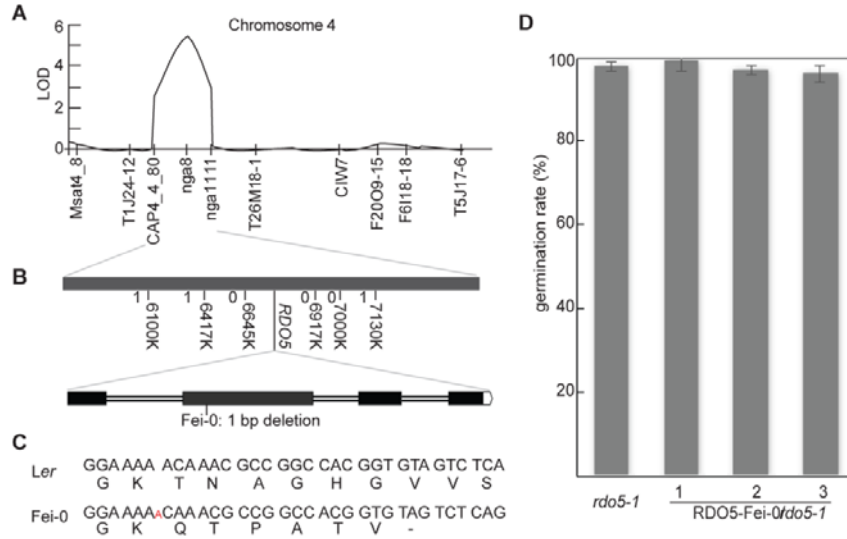 A
Chromosome 4
6
4
2
0
LOD
Msat4_8
T1J24-12
CAP4_4_80
nga8
nga1111
T26M18-1
CIW7
F20O9-15
F6I18-18
T5J17-6
B
1 6100K
1 6417K
0 6645K
RDO5
0 6917K
0 7000K
1 7130K
Fei-0: 1 bp deletion
C
Ler GGA AAA ACA AAC GCC GGC CAC GGT GTA GTC TCA
G K T N A G H G V V S
Fei-0 GGA AAA ACAA ACG CCG GCC ACG GTG TAG TCT CAG
G K Q T P A T V -
D
100
80
60
40
20
germination rate (%)
rdo5-1
1 2 3
RDO5-Fei-0/rdo5-1